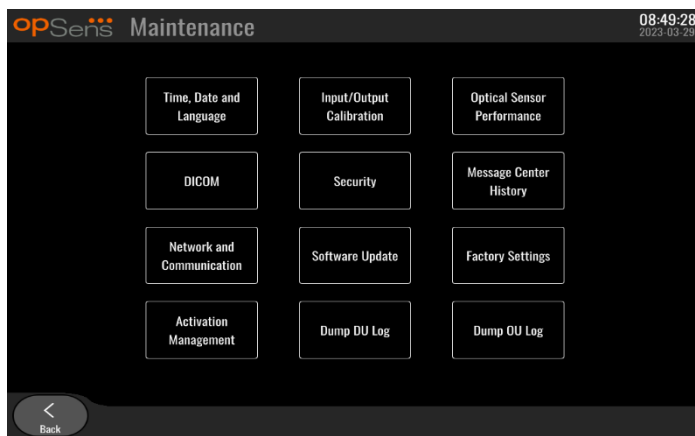 opSens Maintenance
08:49:28
2023-03-29
Time, Date and
Language
Input/Output
Calibration
Optical Sensor
Performance
DICOM
Security
Message Center
History
Network and
Communication
Software Update
Factory Settings
Activation
Management
Dump DU Log
Dump OU Log
Back